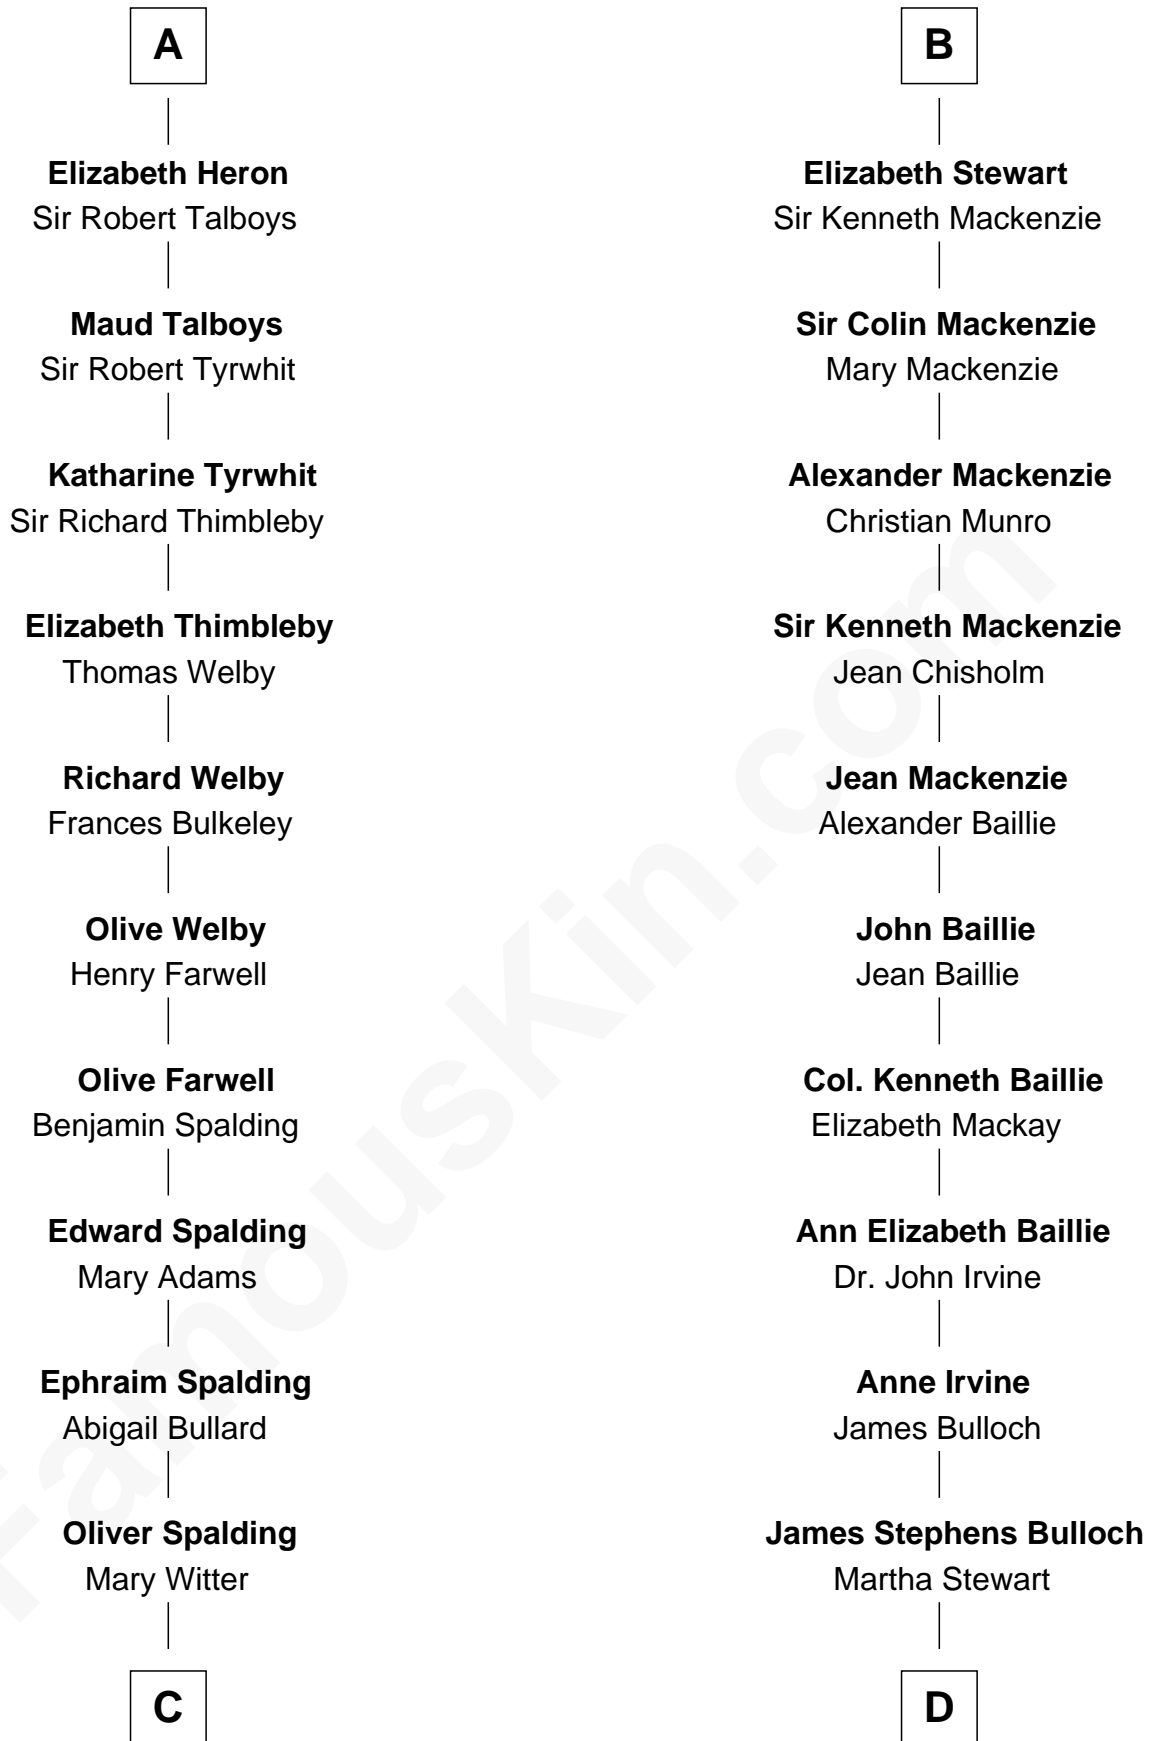 A
Elizabeth Heron
Sir Robert Talboys
Maud Talboys
Sir Robert Tyrwhit
Katharine Tyrwhit
Sir Richard Thimbleby
Elizabeth Thimbleby
Thomas Welby
Richard Welby
Frances Bulkeley
Olive Welby
Henry Farwell
Olive Farwell
Benjamin Spalding
Edward Spalding
Mary Adams
Ephraim Spalding
Abigail Bullard
Oliver Spalding
Mary Witter
C
B
Elizabeth Stewart
Sir Kenneth Mackenzie
Sir Colin Mackenzie
Mary Mackenzie
Alexander Mackenzie
Christian Munro
Sir Kenneth Mackenzie
Jean Chisholm
Jean Mackenzie
Alexander Baillie
John Baillie
Jean Baillie
Col. Kenneth Baillie
Elizabeth Mackay
Ann Elizabeth Baillie
Dr. John Irvine
Anne Irvine
James Bulloch
James Stephens Bulloch
Martha Stewart
D
FamousKin.com